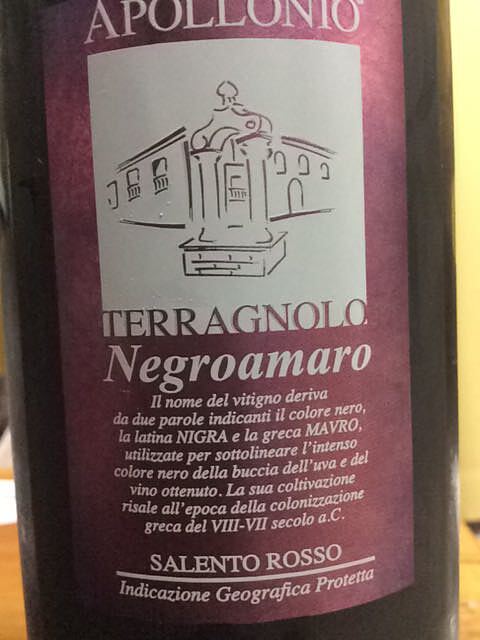 APOLLONIO®
TERRAGNOLO
Negroamaro
Il nome del vitigno deriva
da due parole indicanti il colore nero,
la latina NIGRA e la greca MAVRO,
utilizzate per sottolineare l'intenso
colore nero della buccia dell'uva e del
vino ottenuto. La sua coltivazione
risale all'epoca della colonizzazione
greca del VIII-VII secolo a.C.
SALENTO ROSSO
Indicazione Geografica Protetta